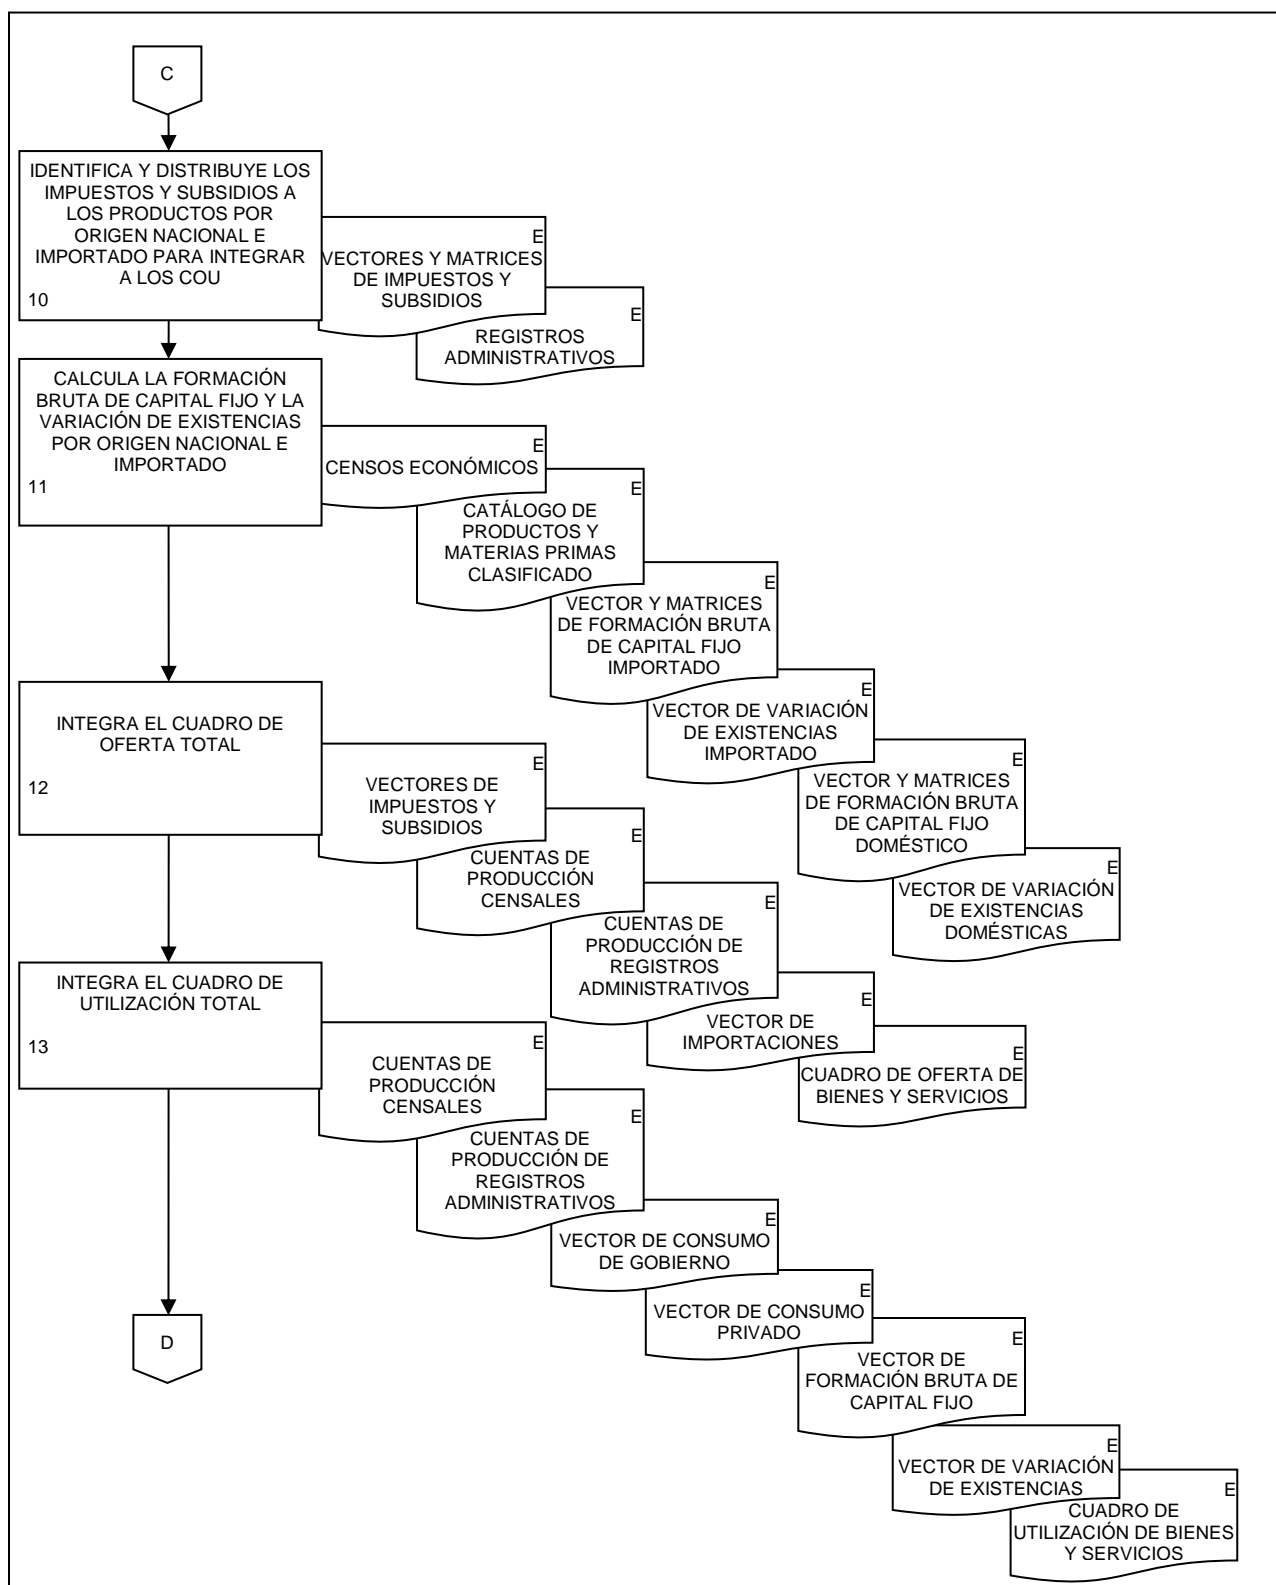 C
IDENTIFICA Y DISTRIBUYE LOS
IMPUESTOS Y SUBSIDIOS A
LOS PRODUCTOS POR
ORIGEN NACIONAL E
IMPORTADO PARA INTEGRAR
A LOS COU
10
E
VECTORES Y MATRICES
DE IMPUESTOS Y
SUBSIDIOS
E
REGISTROS
ADMINISTRATIVOS
CALCULA LA FORMACIÓN
BRUTA DE CAPITAL FIJO Y LA
VARIACIÓN DE EXISTENCIAS
POR ORIGEN NACIONAL E
IMPORTADO
11
E
CENSOS ECONÓMICOS
E
CATÁLOGO DE
PRODUCTOS Y
MATERIAS PRIMAS
CLASIFICADO
E
VECTOR Y MATRICES
DE FORMACIÓN BRUTA
DE CAPITAL FIJO
IMPORTADO
E
VECTOR DE VARIACIÓN
DE EXISTENCIAS
IMPORTADO
E
VECTOR Y MATRICES
DE FORMACIÓN BRUTA
DE CAPITAL FIJO
DOMÉSTICO
E
VECTOR DE VARIACIÓN
DE EXISTENCIAS
DOMÉSTICAS
INTEGRA EL CUADRO DE
OFERTA TOTAL
12
E
VECTORES DE
IMPUESTOS Y
SUBSIDIOS
E
CUENTAS DE
PRODUCCIÓN
CENSALES
E
CUENTAS DE
PRODUCCIÓN DE
REGISTROS
ADMINISTRATIVOS
E
VECTOR DE
IMPORTACIONES
E
CUADRO DE OFERTA DE
BIENES Y SERVICIOS
INTEGRA EL CUADRO DE
UTILIZACIÓN TOTAL
13
E
CUENTAS DE
PRODUCCIÓN
CENSALES
E
CUENTAS DE
PRODUCCIÓN DE
REGISTROS
ADMINISTRATIVOS
E
VECTOR DE CONSUMO
DE GOBIERNO
E
VECTOR DE CONSUMO
PRIVADO
E
VECTOR DE
FORMACIÓN BRUTA DE
CAPITAL FIJO
E
VECTOR DE VARIACIÓN
DE EXISTENCIAS
E
CUADRO DE
UTILIZACIÓN DE BIENES
Y SERVICIOS
D